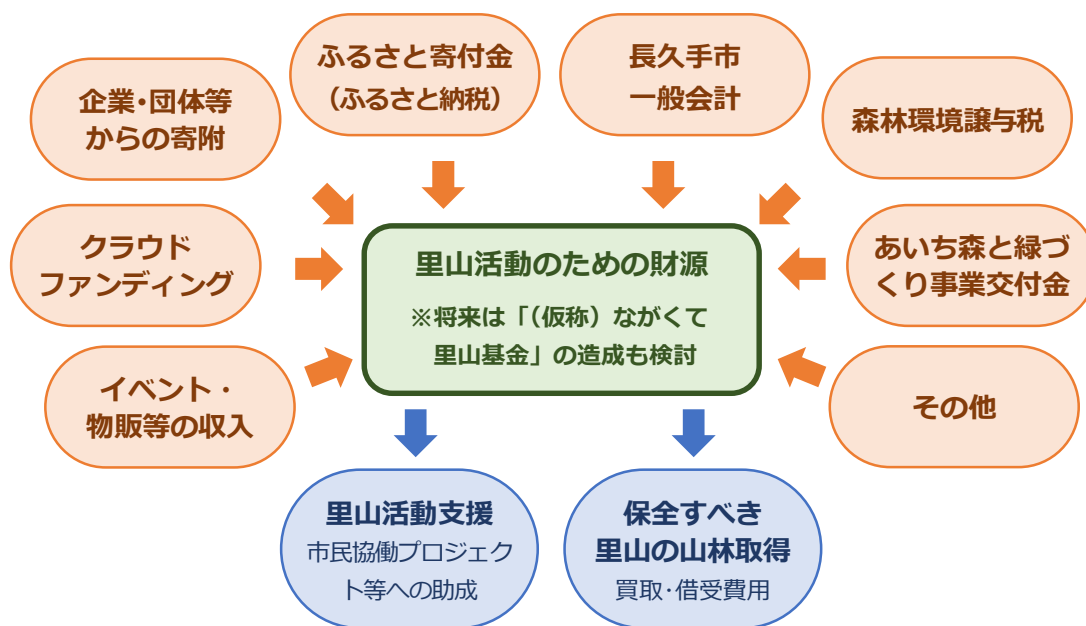 企業・団体等
からの寄附
ふるさと寄付金
（ふるさと納税）
長久手市
一般会計
森林環境譲与税
クラウド
ファンディング
里山活動のための財源
※将来は「（仮称）ながくて
里山基金」の造成も検討
あいち森と緑づ
くり事業交付金
イベント・
物販等の収入
その他
里山活動支援
市民協働プロジェク
ト等への助成
保全すべき
里山の山林取得
買取・借受費用